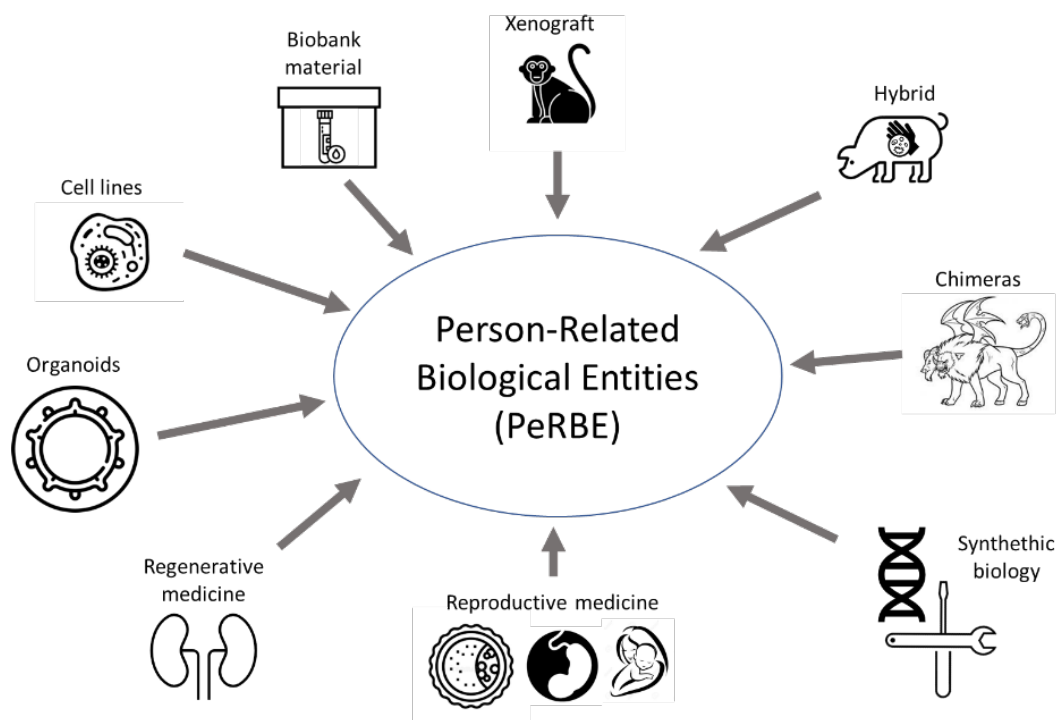 Xenograft
Biobank
material
Hybrid
Cell lines
Chimeras
Person-Related
Biological Entities
(PeRBE)
Organoids
Regenerative
medicine
Reproductive medicine
Synthethic
biology